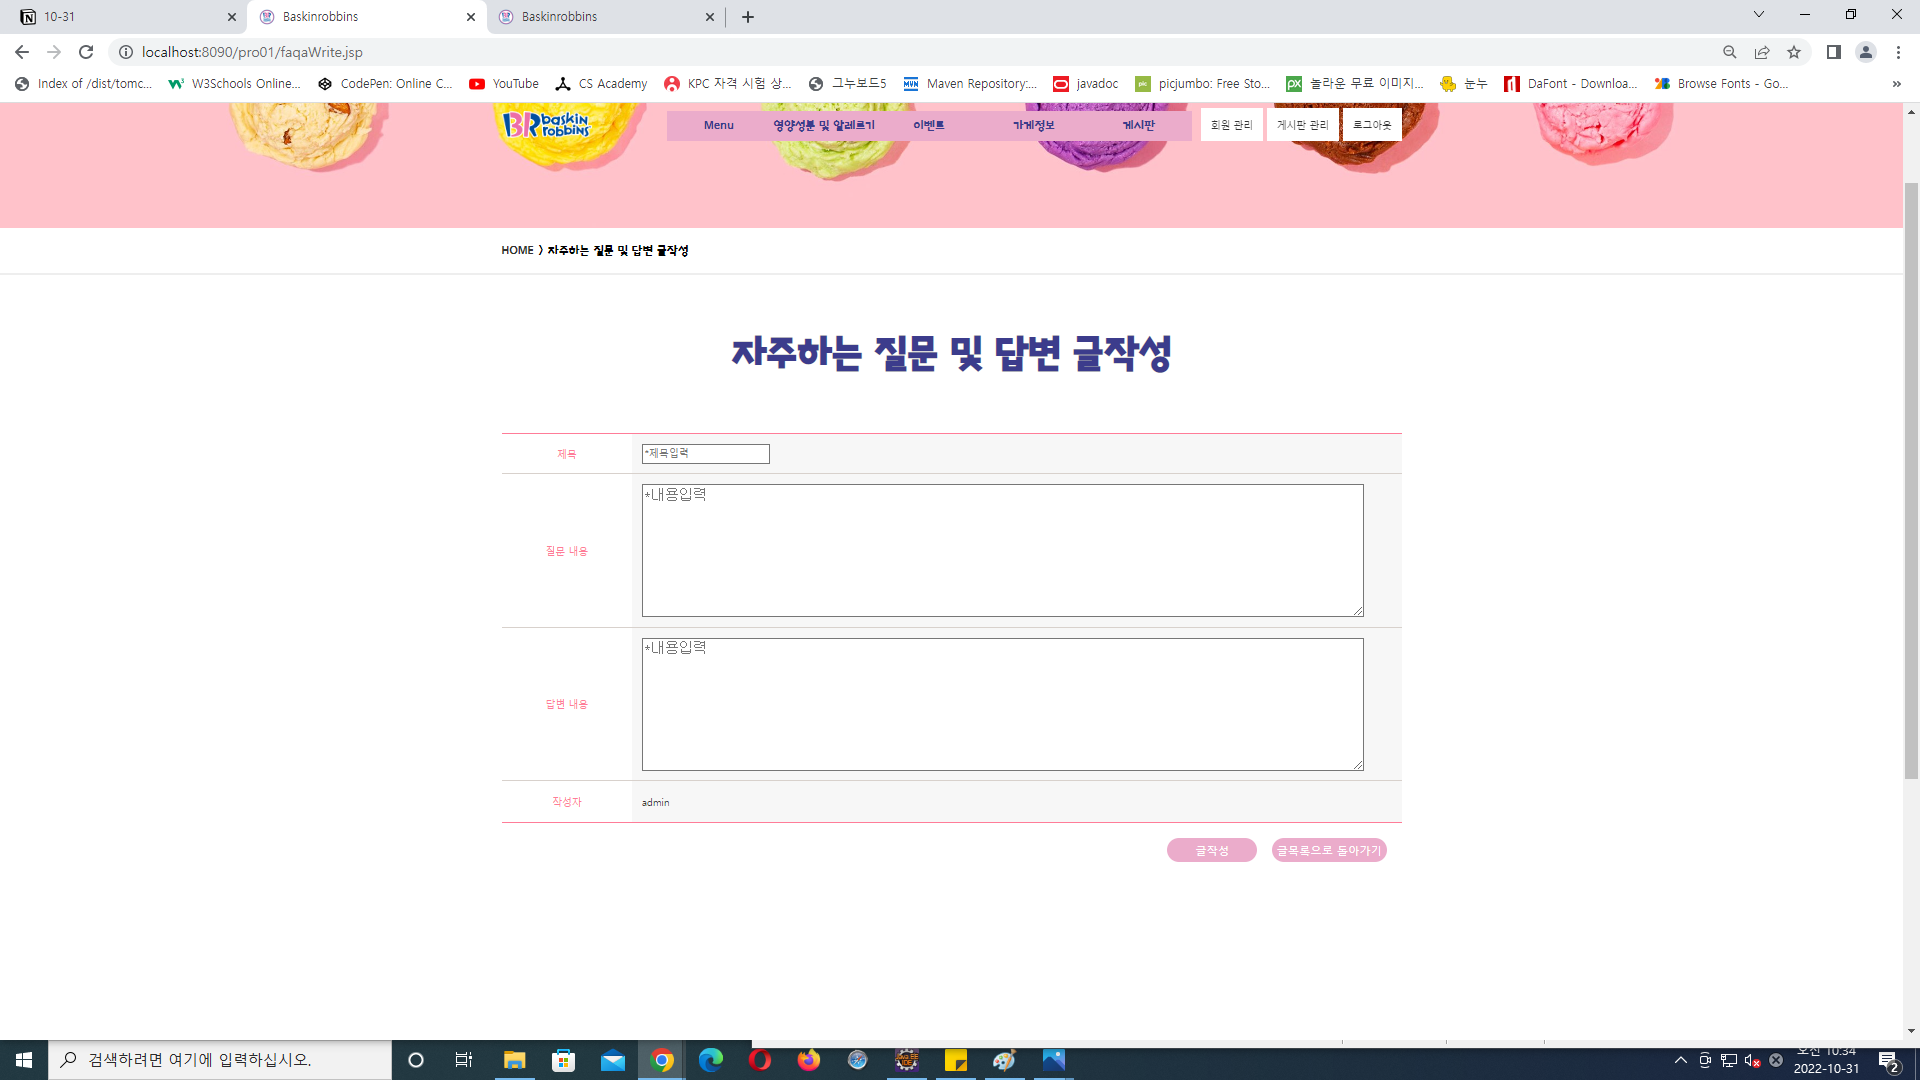 10-31
Baskinrobbins
Baskinrobbins
localhost:8090/pro01/faqaWrite.jsp
Index of /dist/tomc...
W3Schools Online...
CodePen: Online C...
YouTube
CS Academy
KPC 자격 시험 상...
그누보드5
MVN
Maven Repository:...
javadoc
pic
picjumbo: Free Sto...
px
놀라운 무료 이미지...
눈누
DaFont - Downloa...
Browse Fonts - Go...
»
BR baskin robbins
Menu
영양성분 및 알레르기
이벤트
가게정보
게시판
회원 관리
게시판 관리
로그아웃
HOME 〉 자주하는 질문 및 답변 글작성
자주하는 질문 및 답변 글작성
제목
*제목입력
질문 내용
*내용입력
답변 내용
*내용입력
작성자
admin
글작성
글목록으로 돌아가기
검색하려면 여기에 입력하십시오.
오전 10:34
2022-10-31
2